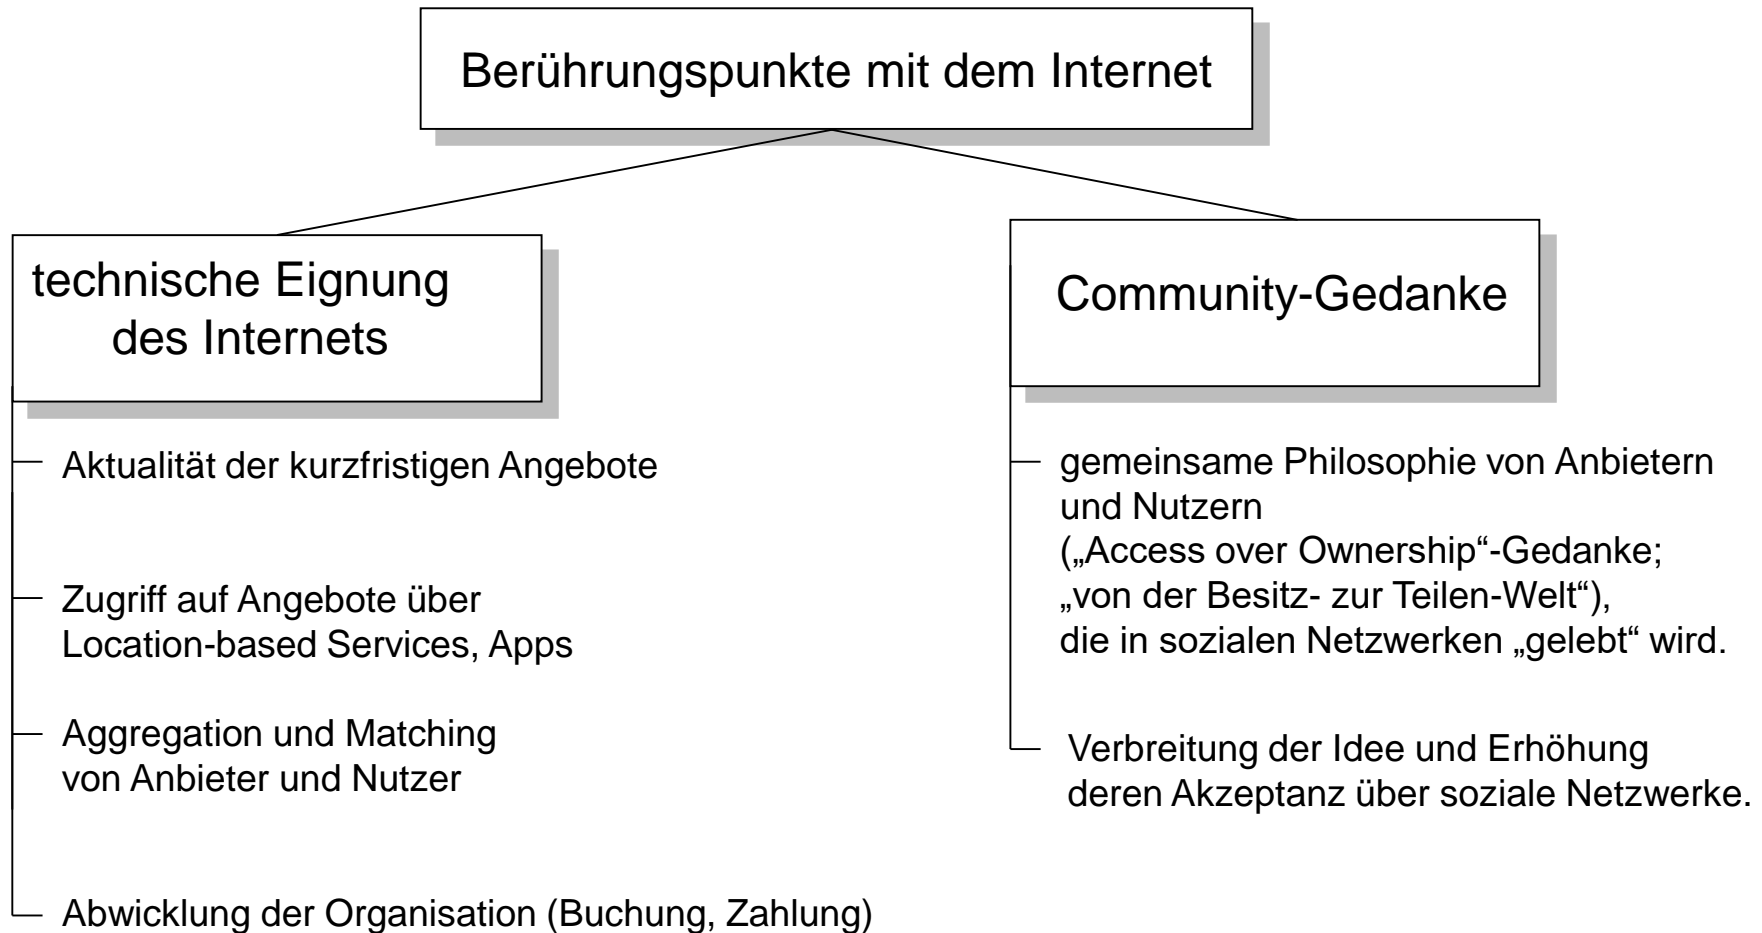 Berührungspunkte mit dem Internet
technische Eignung
des Internets
Aktualität der kurzfristigen Angebote
Zugriff auf Angebote über
Location-based Services, Apps
Aggregation und Matching
von Anbieter und Nutzer
Abwicklung der Organisation (Buchung, Zahlung)
Community-Gedanke
gemeinsame Philosophie von Anbietern
und Nutzern
(„Access over Ownership“-Gedanke;
„von der Besitz- zur Teilen-Welt“),
die in sozialen Netzwerken „gelebt“ wird.
Verbreitung der Idee und Erhöhung
deren Akzeptanz über soziale Netzwerke.